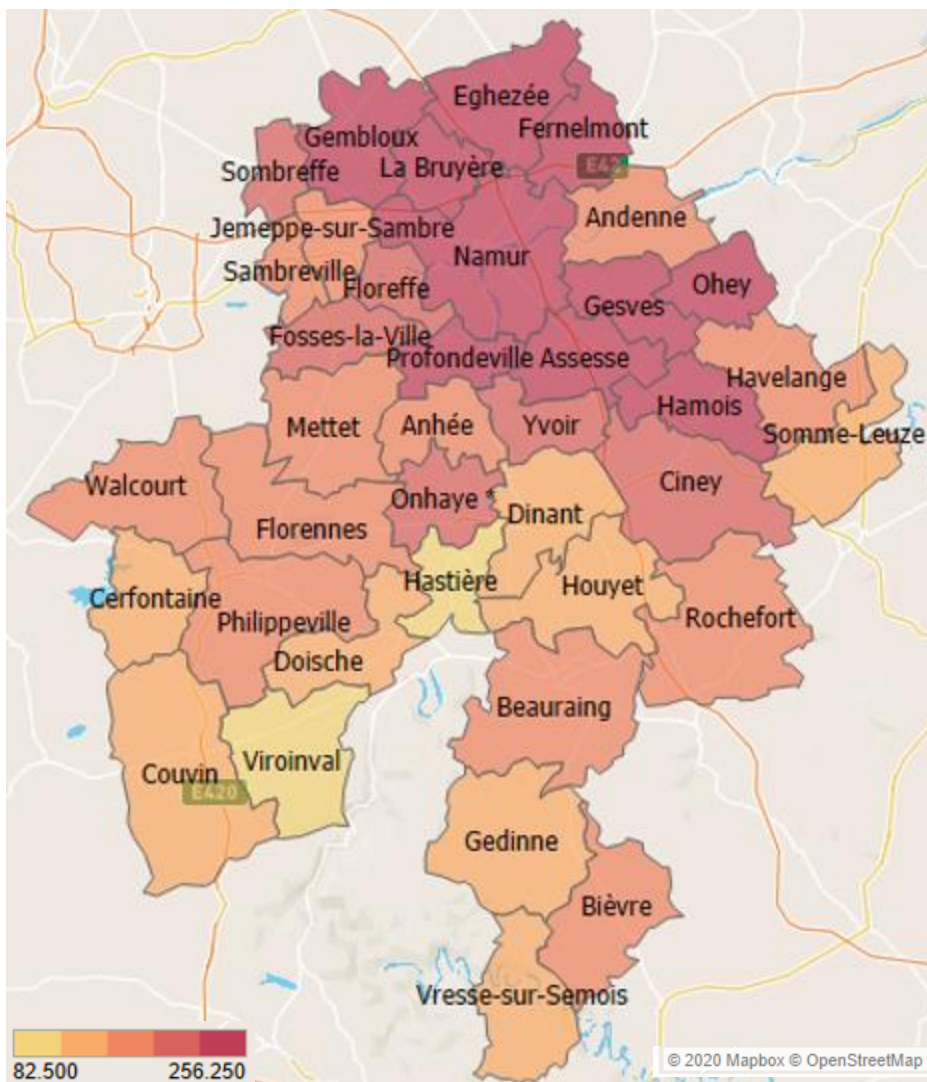 Eghezée
Fernelmont
Gembloux
La Bruyère
E42
Sombreffe
Andenne
Jemeppe-sur-Sambre
Namur
Sambreville
Floreffe
Ohey
Gesves
Fosses-la-Ville
Profondeville
Assesse
Havelange
Hamois
Mettet
Anhée
Yvoir
Somme-Leuze
Walcourt
Onhaye *
Ciney
Dinant
Florennes
Hastière
Houyet
Cerfontaine
Philippeville
Rochefort
Doische
Beauraing
Viroinval
Couvin
E420
Gedinne
Bièvre
Vresse-sur-Semois
82.500
256.250
© 2020 Mapbox © OpenStreetMap